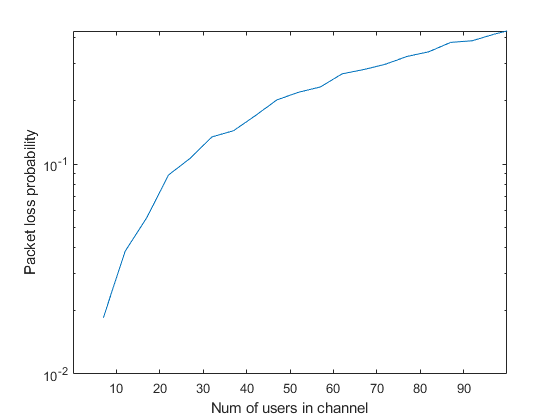 Packet loss probability
10^-1
10^-2
10 20 30 40 50 60 70 80 90
Num of users in channel